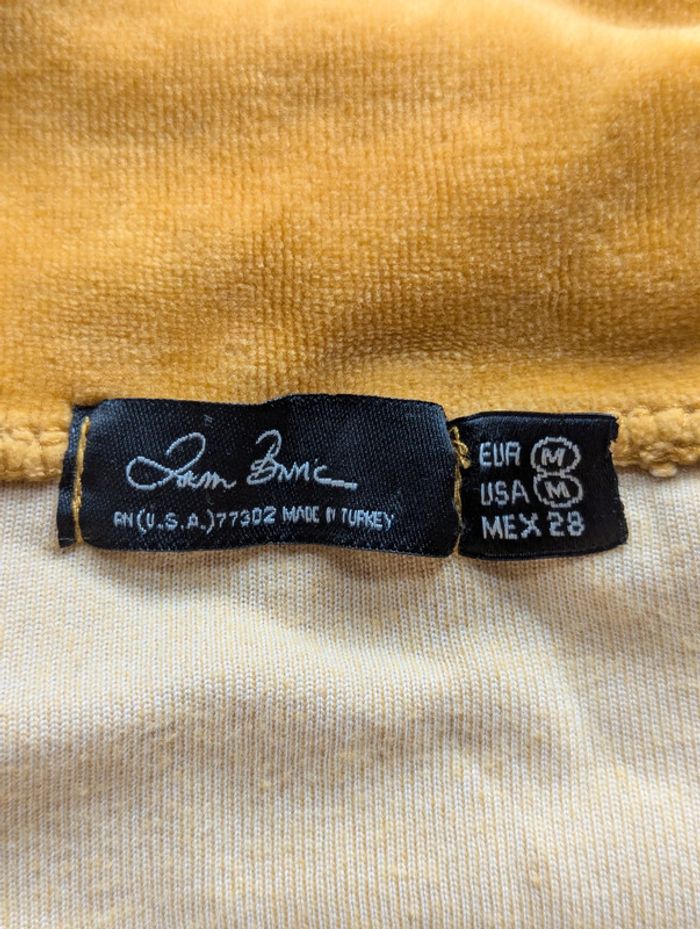 RN(U.S.A.)77302 MADE IN TURKEY
EUR M
USA M
MEX 28